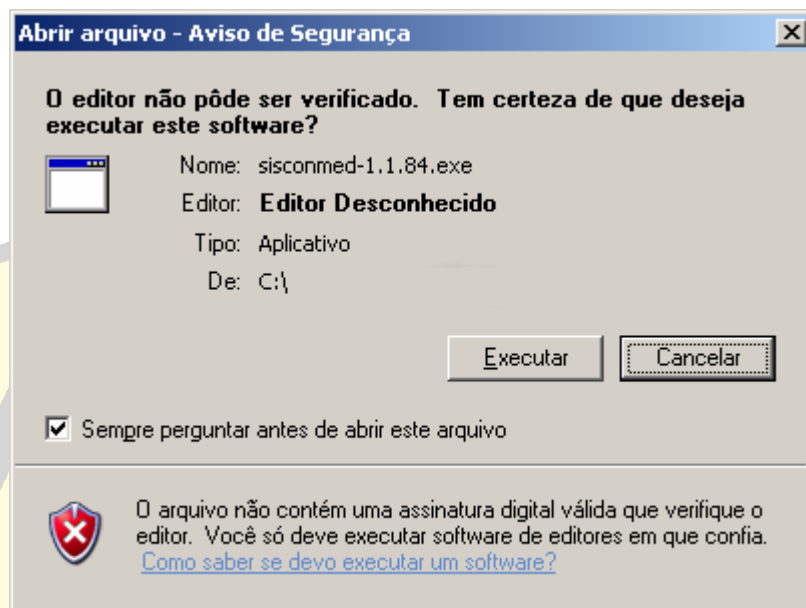 Abrir arquivo - Aviso de Segurança
O editor não pôde ser verificado. Tem certeza de que deseja
executar este software?
Nome: sisconmed-1.1.84.exe
Editor: Editor Desconhecido
Tipo: Aplicativo
De: C:\
Executar Cancelar
Sempre perguntar antes de abrir este arquivo
O arquivo não contém uma assinatura digital válida que verifique o
editor. Você só deve executar software de editores em que confia.
Como saber se devo executar um software?